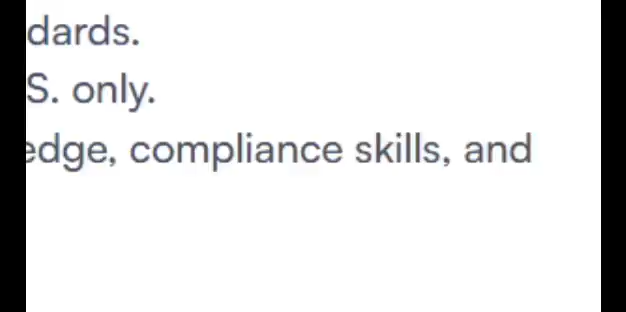 dards.
S. only.
edge, compliance skills, and